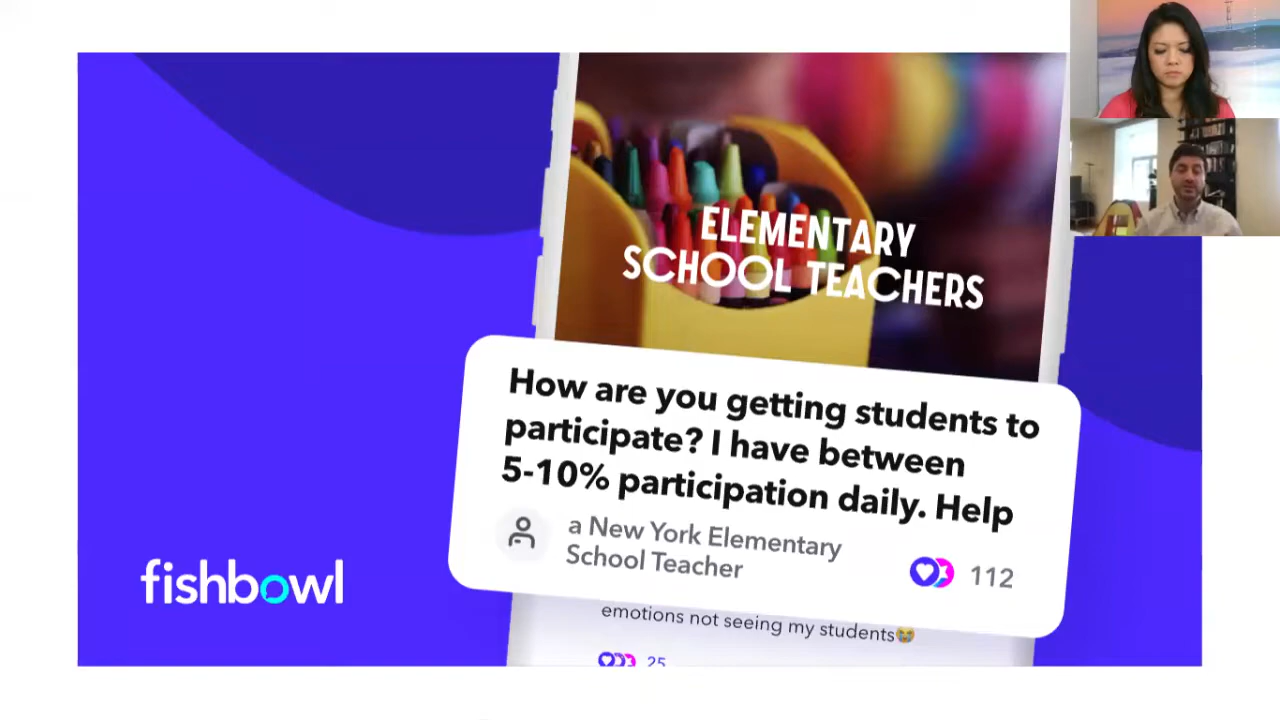 ELEMENTARY
SCHOOL TEACHERS
How are you getting students to
participate? I have between
5-10% participation daily. Help
a New York Elementary
School Teacher
112
emotions not seeing my students😭
25
fishbowl